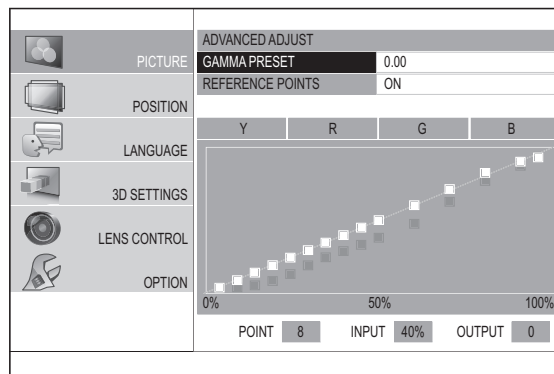 PICTURE
POSITION
LANGUAGE
3D SETTINGS
LENS CONTROL
OPTION
ADVANCED ADJUST
GAMMA PRESET 0.00
REFERENCE POINTS ON
Y R G B
0% 50% 100%
POINT 8 INPUT 40% OUTPUT 0